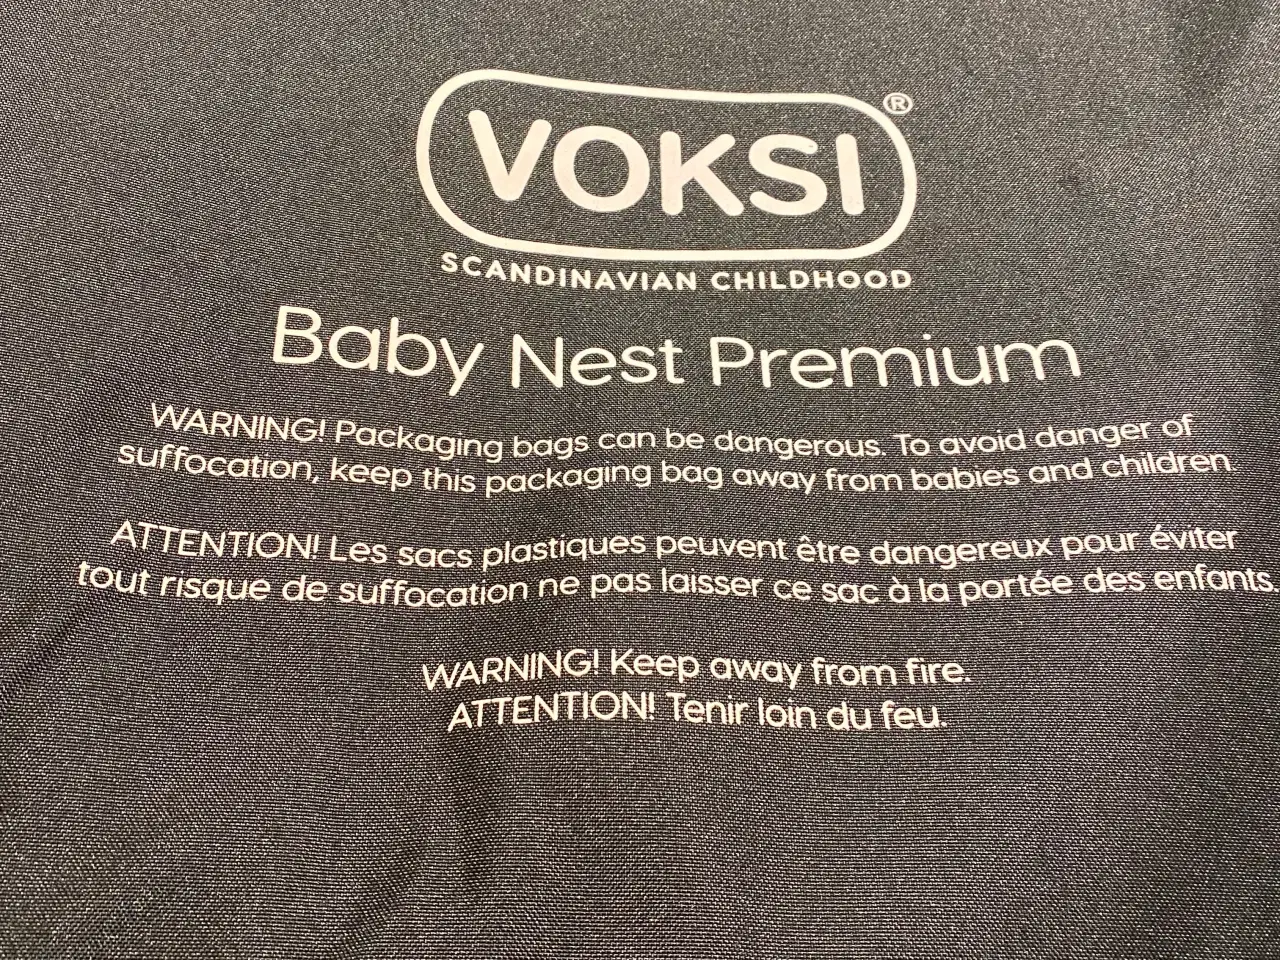 VOKSI®
SCANDINAVIAN CHILDHOOD
Baby Nest Premium
WARNING! Packaging bags can be dangerous. To avoid danger of
suffocation, keep this packaging bag away from babies and children.
ATTENTION! Les sacs plastiques peuvent être dangereux pour éviter
tout risque de suffocation ne pas laisser ce sac à la portée des enfants.
WARNING! Keep away from fire.
ATTENTION! Tenir loin du feu.